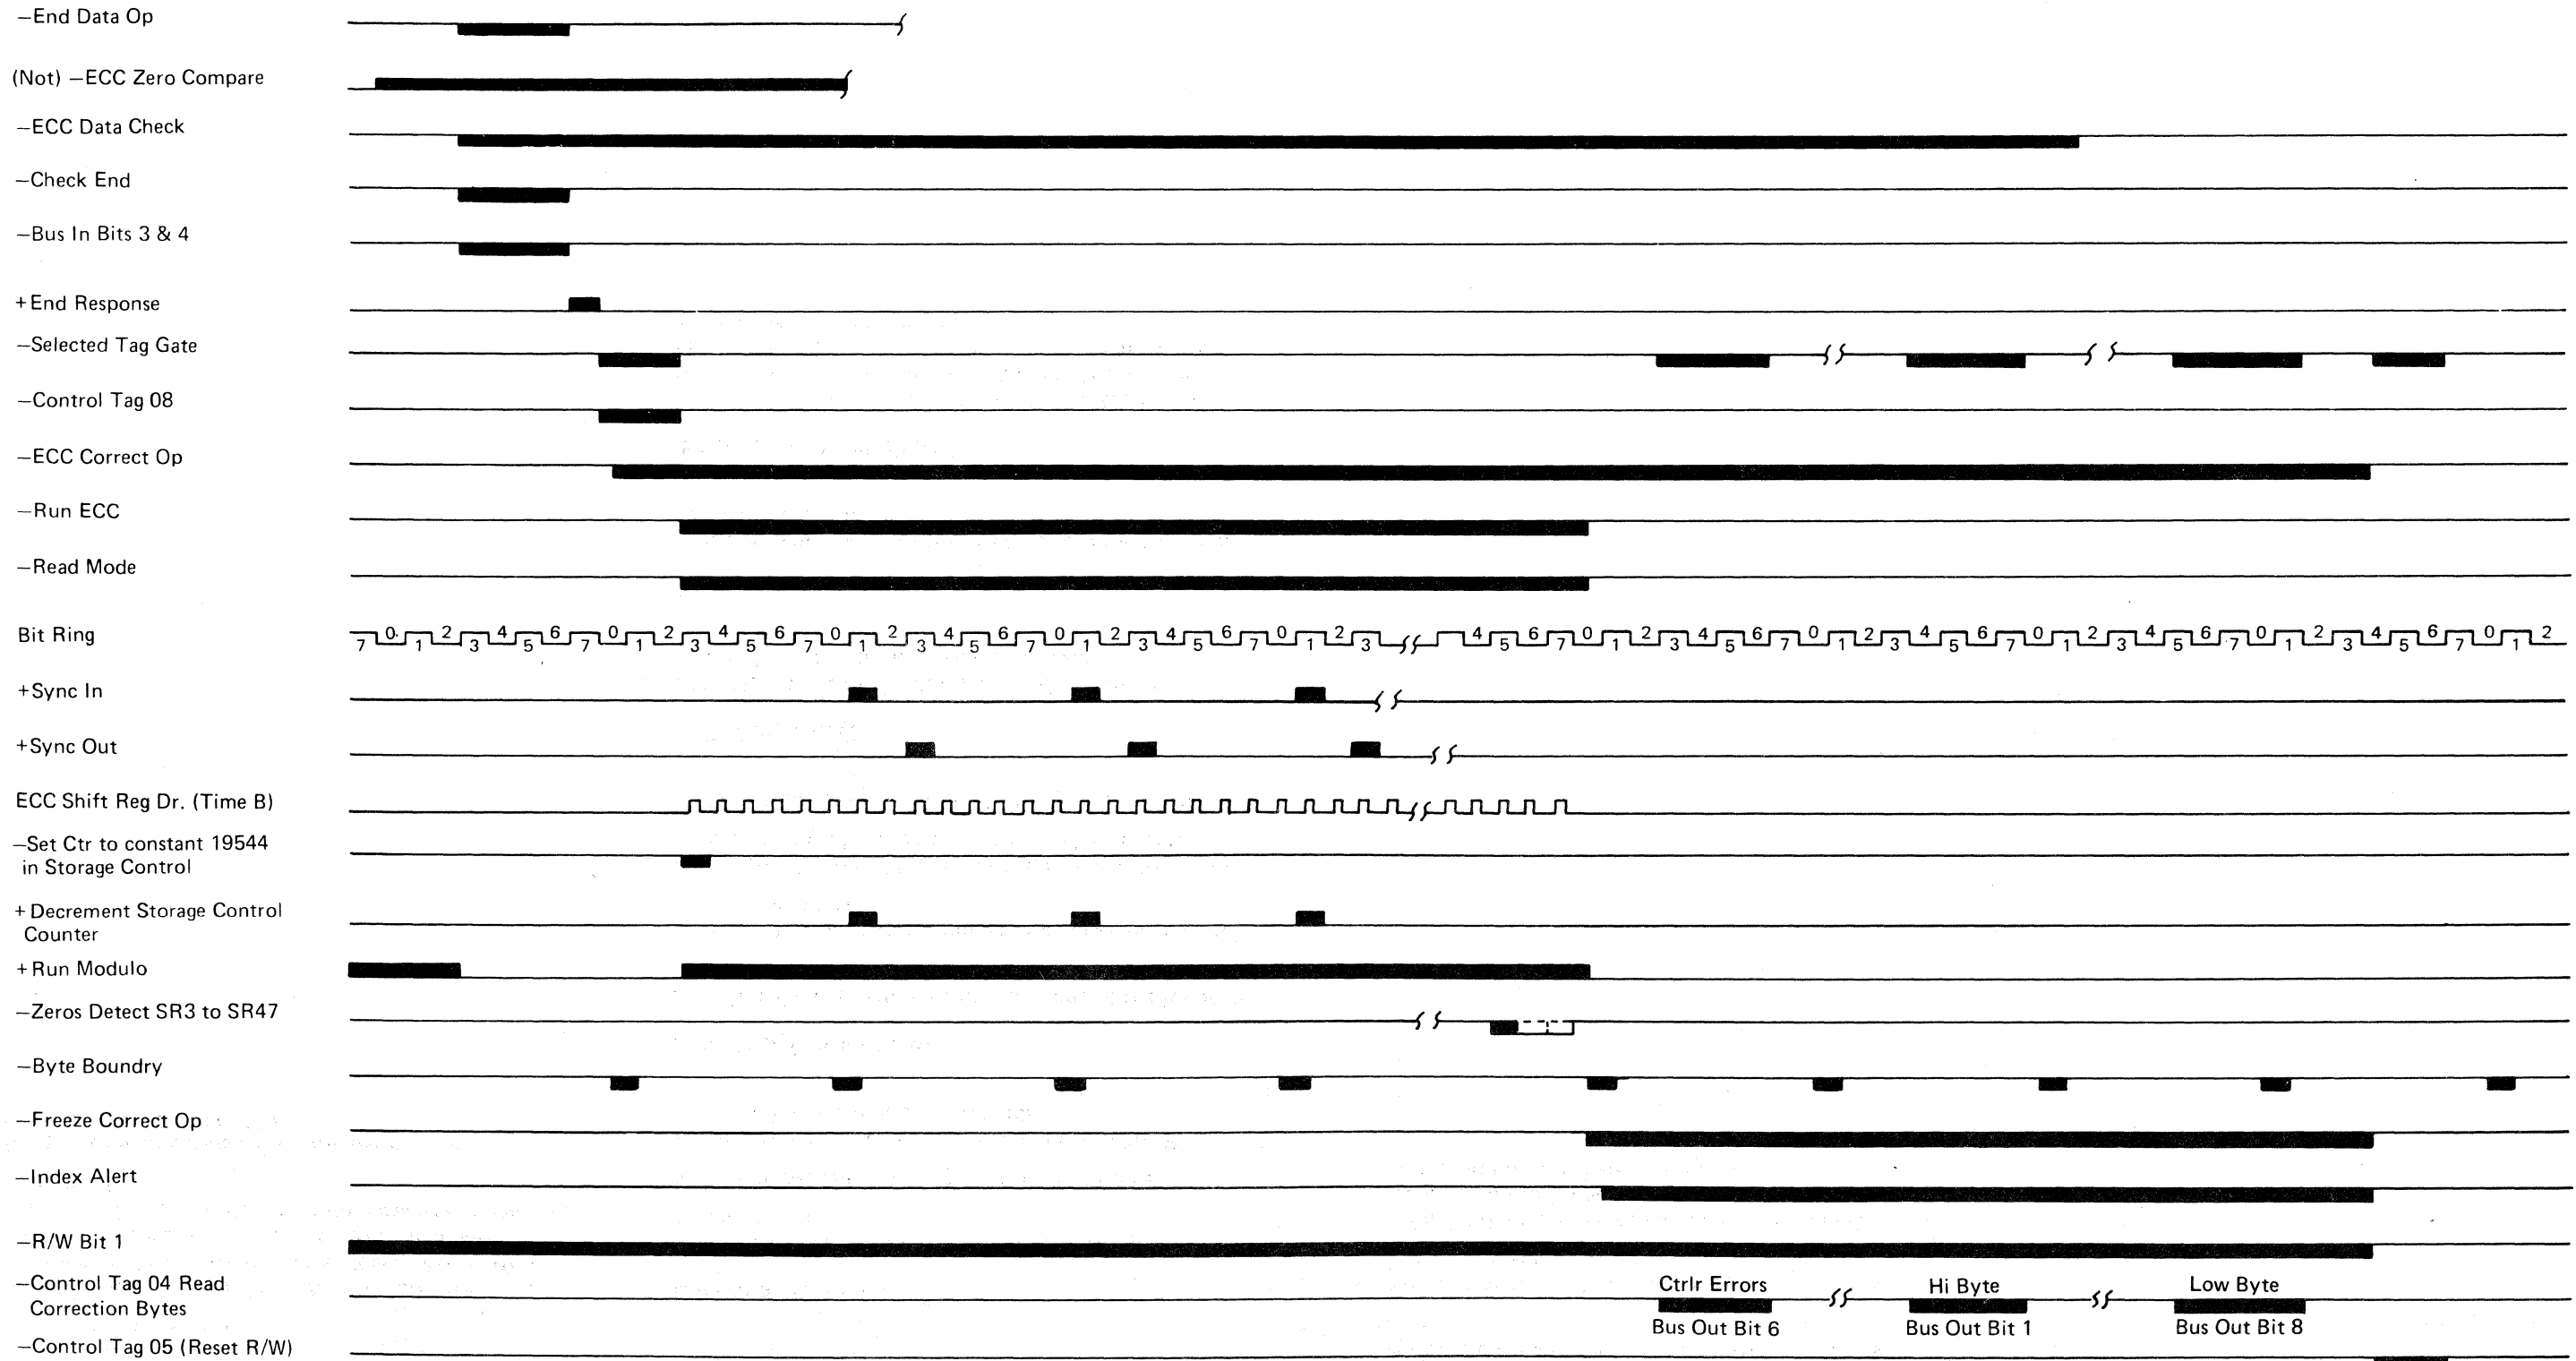 —End Data Op
(Not) —ECC Zero Compare
—ECC Data Check
—Check End
—Bus In Bits 3 & 4
+End Response
—Selected Tag Gate
—Control Tag 08
—ECC Correct Op
—Run ECC
—Read Mode
Bit Ring 7 0 1 2 3 4 5 6 7 0 1 2 3 4 5 6 7 0 1 2 3 4 5 6 7 0 1 2 3 4 5 6 7 0 1 2 3 4 5 6 7 0 1 2 3 4 5 6 7 0 1 2 3 4 5 6 7 0 1 2 3 4 5 6 7 0 1 2 3 4 5 6 7 0 1 2
+Sync In
+Sync Out
ECC Shift Reg Dr. (Time B)
—Set Ctr to constant 19544
in Storage Control
+Decrement Storage Control
Counter
+Run Modulo
—Zeros Detect SR3 to SR47
—Byte Boundry
—Freeze Correct Op
—Index Alert
—R/W Bit 1
—Control Tag 04 Read
Correction Bytes
Ctrlr Errors Hi Byte Low Byte
Bus Out Bit 6 Bus Out Bit 1 Bus Out Bit 8
—Control Tag 05 (Reset R/W)